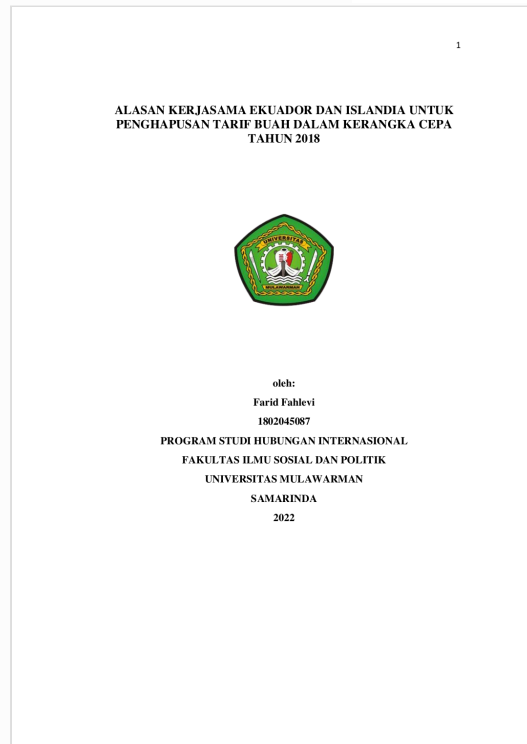 1
ALASAN KERJASAMA EKUADOR DAN ISLANDIA UNTUK
PENGHAPUSAN TARIF BUAH DALAM KERANGKA CEPA
TAHUN 2018
UNIVERSITAS
MULAWARMAN
oleh:
Farid Fahlevi
1802045087
PROGRAM STUDI HUBUNGAN INTERNASIONAL
FAKULTAS ILMU SOSIAL DAN POLITIK
UNIVERSITAS MULAWARMAN
SAMARINDA
2022